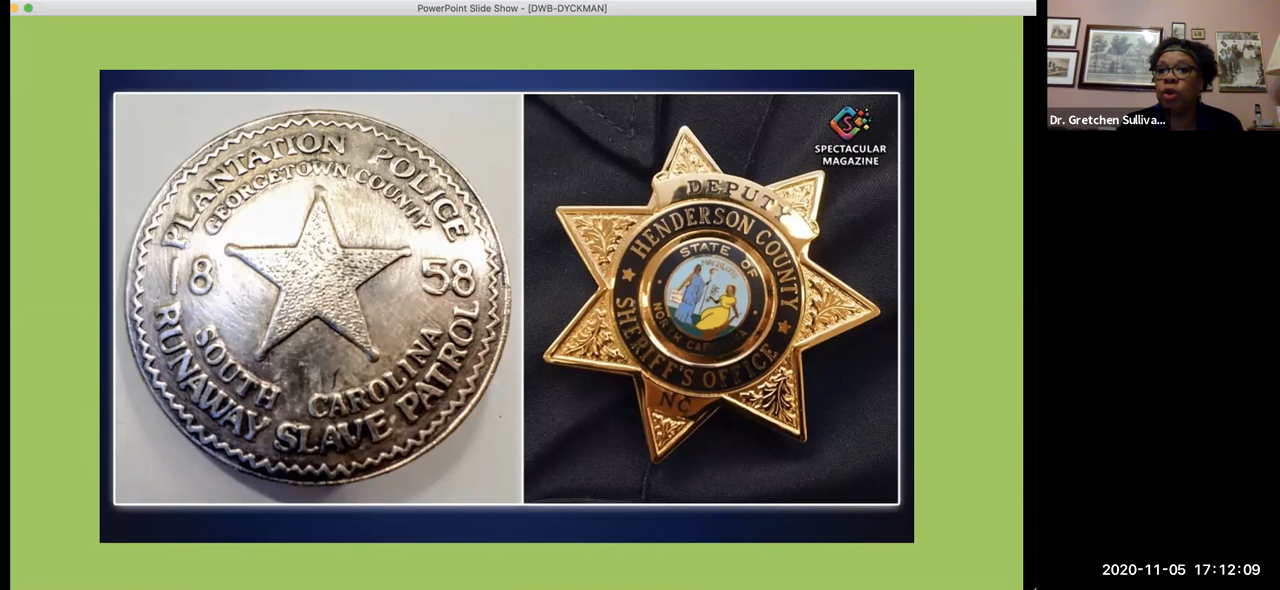 PowerPoint Slide Show - [DWB-DYCKMAN]
PLANTATION POLICE
GEORGETOWN COUNTY
18 58
SOUTH CAROLINA
RUNAWAY SLAVE PATROL
SPECTACULAR
MAGAZINE
DEPUTY
HENDERSON COUNTY
STATE OF
NORTH CAROLINA
SHERIFF'S OFFICE
NC
Dr. Gretchen Sulliva...
2020-11-05 17:12:09